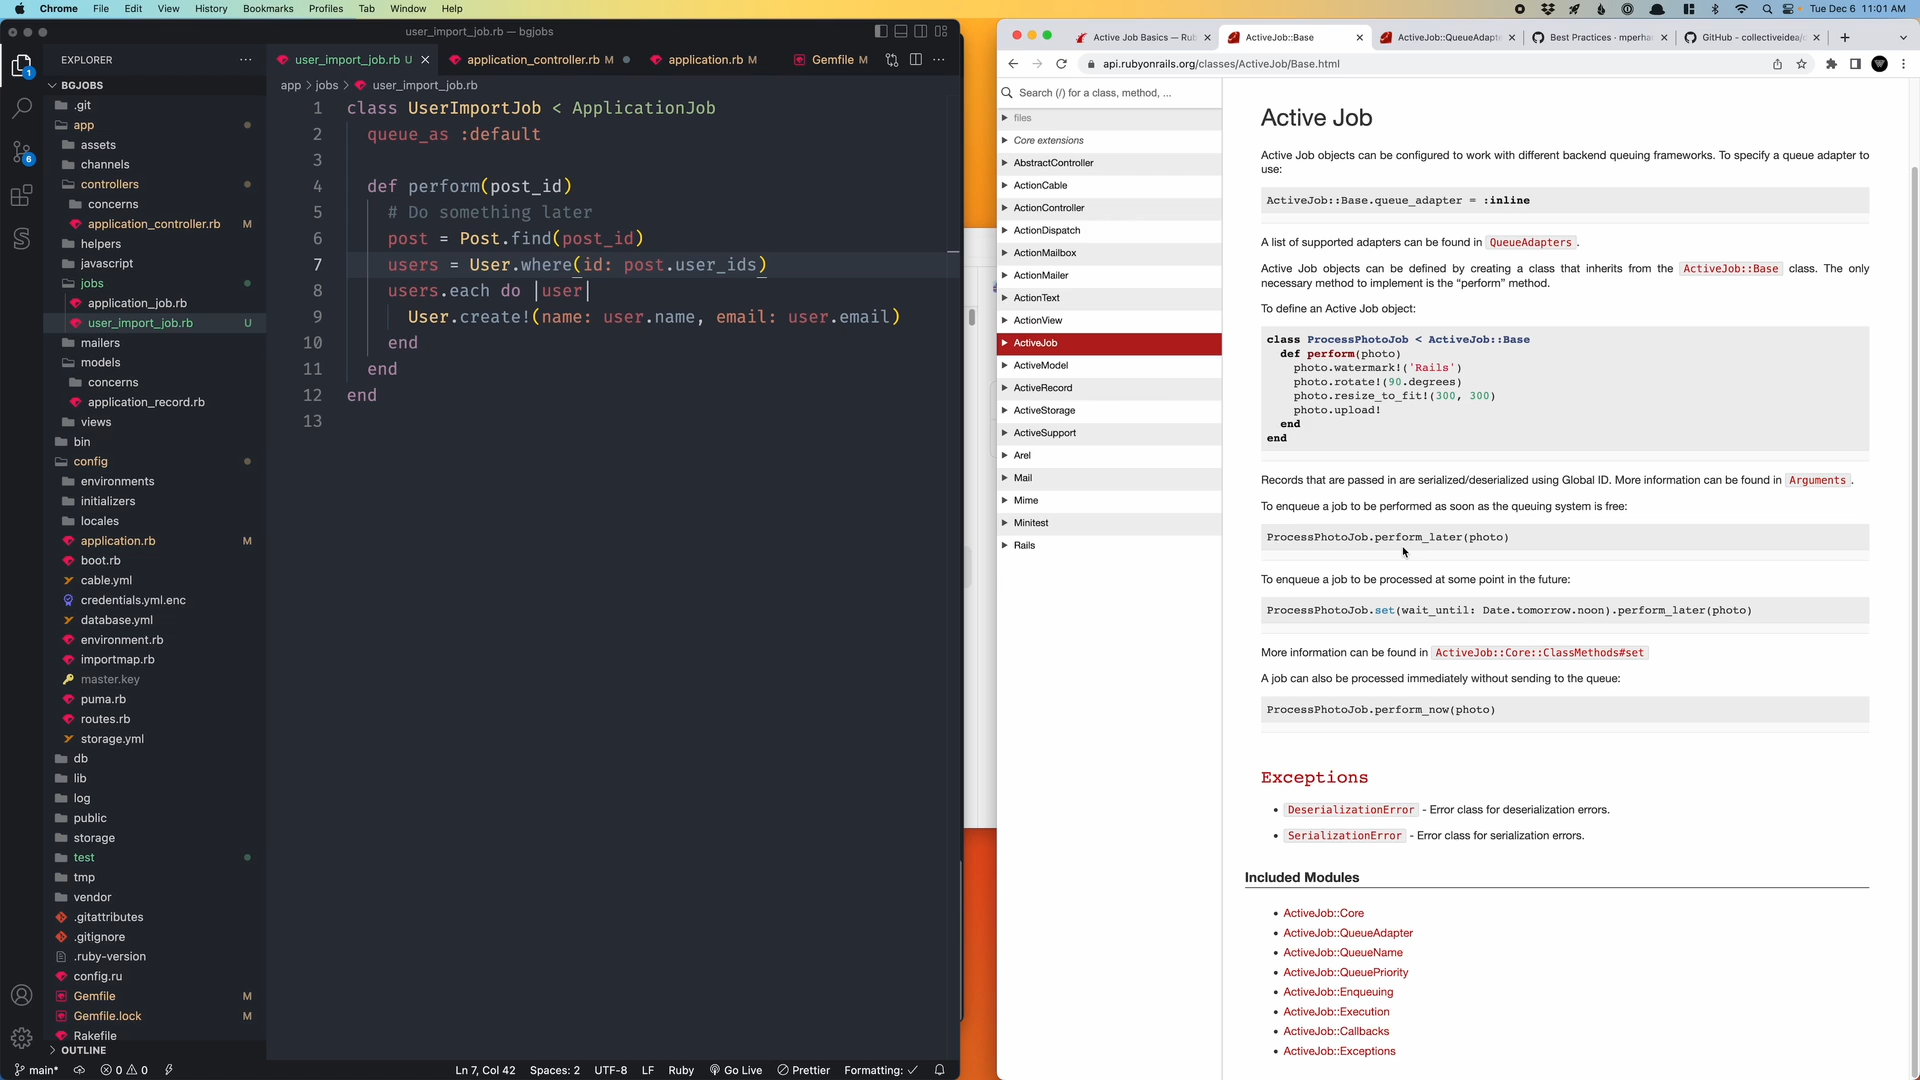 Chrome File Edit View History Bookmarks Profiles Tab Window Help
Tue Dec 6 11:01 AM
user_import_job.rb — bgjobs
EXPLORER
BGJOBS
.git
app
assets
channels
controllers
concerns
application_controller.rb M
helpers
javascript
jobs
application_job.rb
user_import_job.rb U
mailers
models
concerns
application_record.rb
views
bin
config
environments
initializers
locales
application.rb M
boot.rb
cable.yml
credentials.yml.enc
database.yml
environment.rb
importmap.rb
master.key
puma.rb
routes.rb
storage.yml
db
lib
log
public
storage
test
tmp
vendor
.gitattributes
.gitignore
.ruby-version
config.ru
Gemfile M
Gemfile.lock M
Rakefile
OUTLINE
1
6
user_import_job.rb U
application_controller.rb M
application.rb M
Gemfile M
app > jobs > user_import_job.rb
1 class UserImportJob < ApplicationJob
2 queue_as :default
3
4 def perform(post_id)
5 # Do something later
6 post = Post.find(post_id)
7 users = User.where(id: post.user_ids)
8 users.each do |user|
9 User.create!(name: user.name, email: user.email)
10 end
11 end
12 end
13
main* 0 0 Ln 7, Col 42 Spaces: 2 UTF-8 LF Ruby Go Live Prettier Formatting:
Active Job Basics — Rub
ActiveJob::Base
ActiveJob::QueueAdapte
Best Practices · mperha
GitHub - collectiveidea/c
api.rubyonrails.org/classes/ActiveJob/Base.html
Search (/) for a class, method, ...
files
Core extensions
AbstractController
ActionCable
ActionController
ActionDispatch
ActionMailbox
ActionMailer
ActionText
ActionView
ActiveJob
ActiveModel
ActiveRecord
ActiveStorage
ActiveSupport
Arel
Mail
Mime
Minitest
Rails
Active Job
Active Job objects can be configured to work with different backend queuing frameworks. To specify a queue adapter to
use:
ActiveJob::Base.queue_adapter = :inline
A list of supported adapters can be found in QueueAdapters .
Active Job objects can be defined by creating a class that inherits from the ActiveJob::Base class. The only
necessary method to implement is the “perform” method.
To define an Active Job object:
class ProcessPhotoJob < ActiveJob::Base
def perform(photo)
photo.watermark!('Rails')
photo.rotate!(90.degrees)
photo.resize_to_fit!(300, 300)
photo.upload!
end
end
Records that are passed in are serialized/deserialized using Global ID. More information can be found in Arguments .
To enqueue a job to be performed as soon as the queuing system is free:
ProcessPhotoJob.perform_later(photo)
To enqueue a job to be processed at some point in the future:
ProcessPhotoJob.set(wait_until: Date.tomorrow.noon).perform_later(photo)
More information can be found in ActiveJob::Core::ClassMethods#set
A job can also be processed immediately without sending to the queue:
ProcessPhotoJob.perform_now(photo)
Exceptions
DeserializationError - Error class for deserialization errors.
SerializationError - Error class for serialization errors.
Included Modules
ActiveJob::Core
ActiveJob::QueueAdapter
ActiveJob::QueueName
ActiveJob::QueuePriority
ActiveJob::Enqueuing
ActiveJob::Execution
ActiveJob::Callbacks
ActiveJob::Exceptions